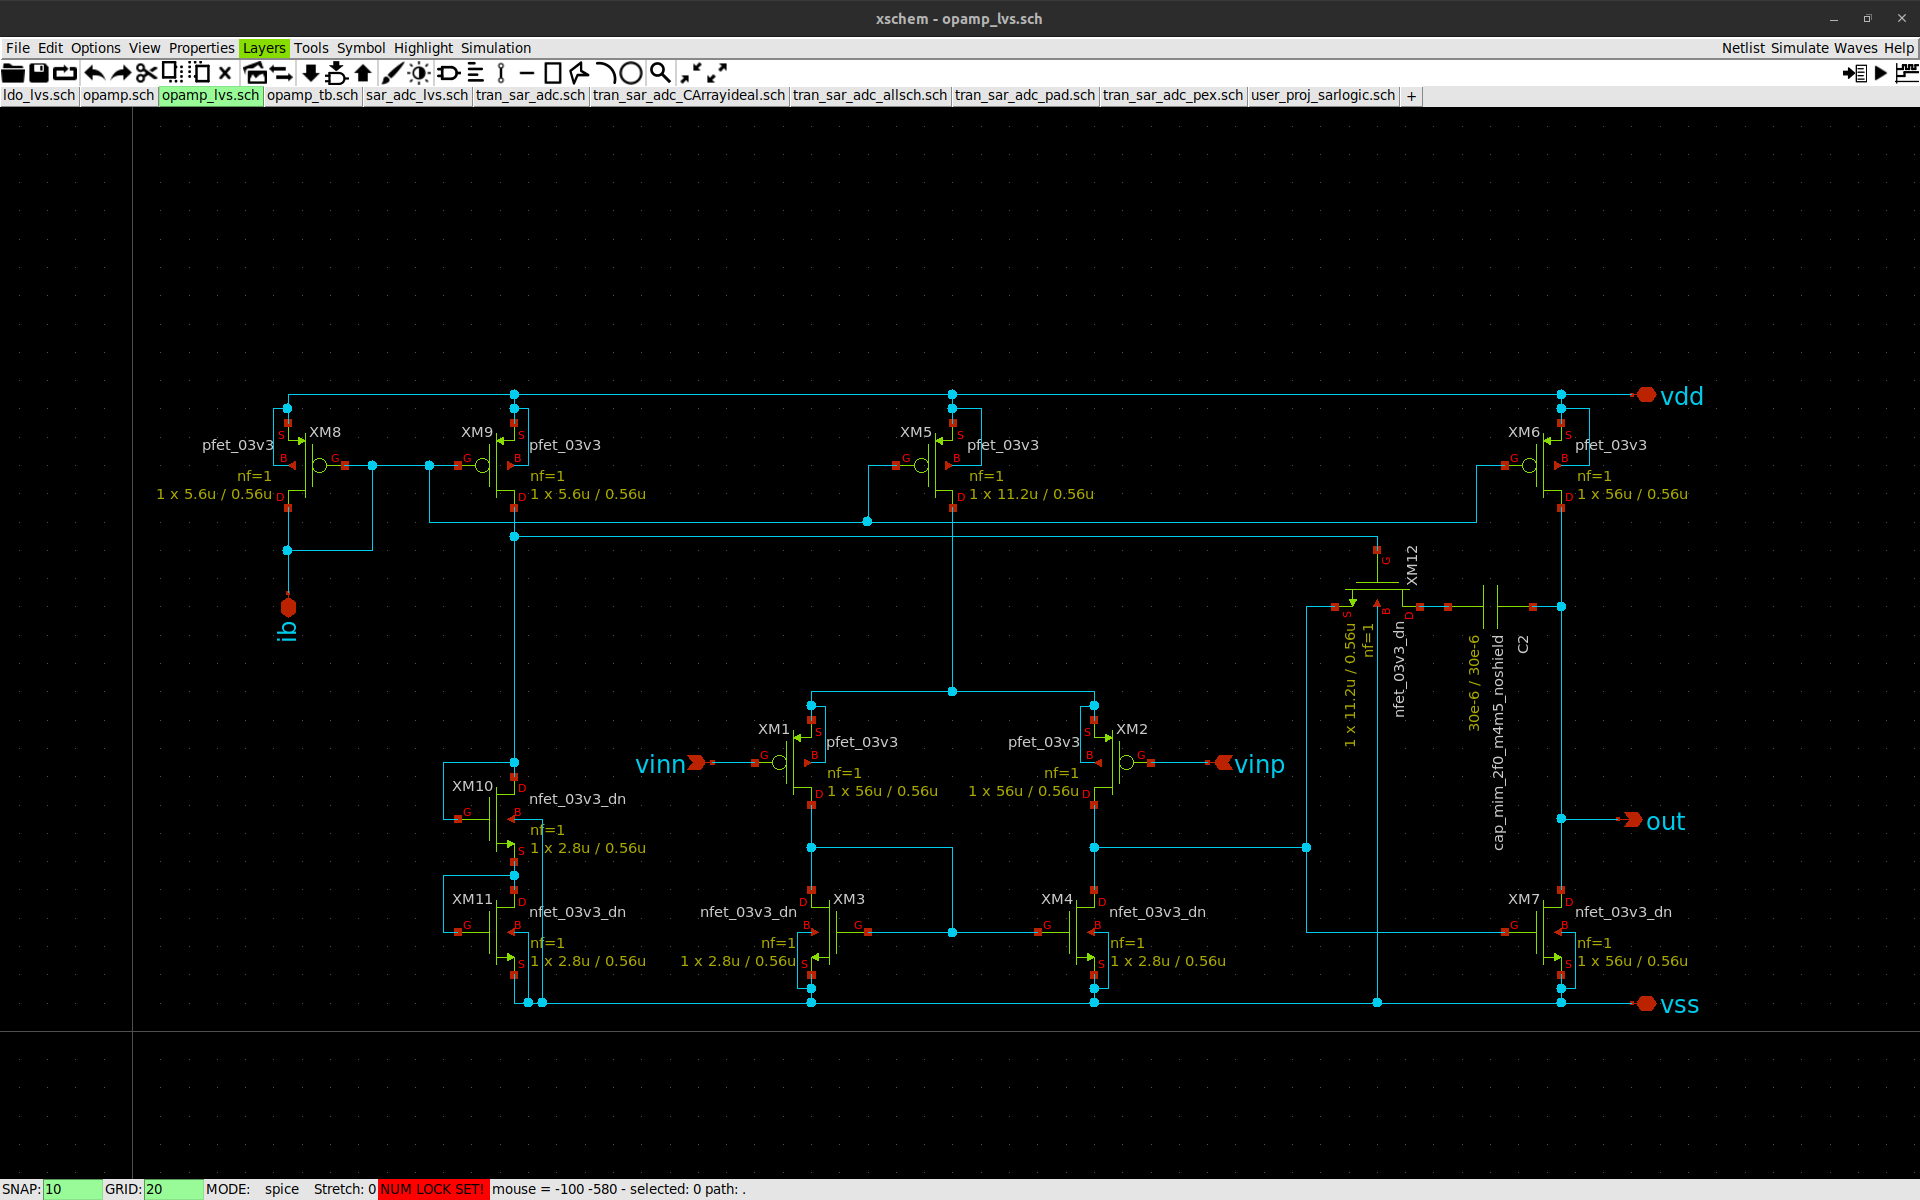 xschem - opamp_lvs.sch
File Edit Options View Properties Layers Tools Symbol Highlight Simulation Netlist Simulate Waves Help
ldo_lvs.sch opamp.sch opamp_lvs.sch opamp_tb.sch sar_adc_lvs.sch tran_sar_adc.sch tran_sar_adc_CArrayideal.sch tran_sar_adc_allsch.sch tran_sar_adc_pad.sch tran_sar_adc_pex.sch user_proj_sarlogic.sch +
vdd
XM8
pfet_03v3
nf=1
1 x 5.6u / 0.56u
S
G
B
D
XM9
pfet_03v3
nf=1
1 x 5.6u / 0.56u
S
G
B
D
XM5
pfet_03v3
nf=1
1 x 11.2u / 0.56u
S
G
B
D
XM6
pfet_03v3
nf=1
1 x 56u / 0.56u
S
G
B
D
ib
XM12
nfet_03v3_dn
nf=1
1 x 11.2u / 0.56u
G
S
B
D
C2
cap_mim_2f0_m4m5_noshield
30e-6 / 30e-6
vinn
XM1
pfet_03v3
nf=1
1 x 56u / 0.56u
S
G
B
D
XM2
pfet_03v3
nf=1
1 x 56u / 0.56u
S
G
B
D
vinp
XM10
nfet_03v3_dn
nf=1
1 x 2.8u / 0.56u
D
G
B
S
out
XM11
nfet_03v3_dn
nf=1
1 x 2.8u / 0.56u
D
G
B
S
XM3
nfet_03v3_dn
nf=1
1 x 2.8u / 0.56u
D
G
B
S
XM4
nfet_03v3_dn
nf=1
1 x 2.8u / 0.56u
D
G
B
S
XM7
nfet_03v3_dn
nf=1
1 x 56u / 0.56u
D
G
B
S
vss
SNAP: 10 GRID: 20 MODE: spice Stretch: 0 NUM LOCK SET! mouse = -100 -580 - selected: 0 path: .